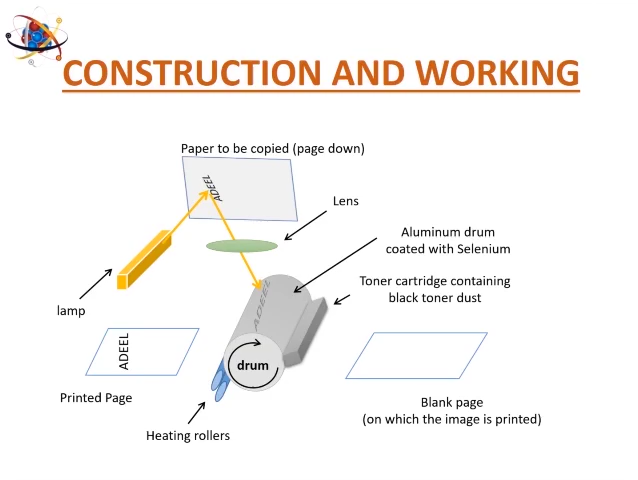 CONSTRUCTION AND WORKING
Paper to be copied (page down)
ADEEL
Lens
Aluminum drum
coated with Selenium
Toner cartridge containing
black toner dust
lamp
ADEEL
ADEEL
drum
Printed Page
Blank page
(on which the image is printed)
Heating rollers